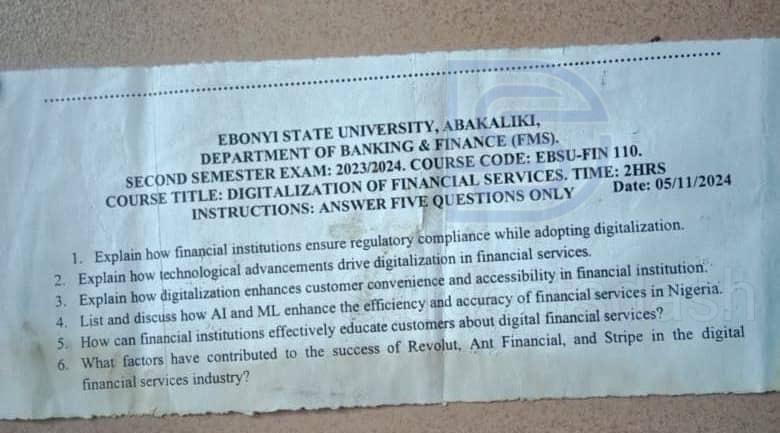 EBONYI STATE UNIVERSITY, ABAKALIKI,
DEPARTMENT OF BANKING & FINANCE (FMS).
SECOND SEMESTER EXAM: 2023/2024. COURSE CODE: EBSU-FIN 110.
COURSE TITLE: DIGITALIZATION OF FINANCIAL SERVICES. TIME: 2HRS
INSTRUCTIONS: ANSWER FIVE QUESTIONS ONLY Date: 05/11/2024
1. Explain how financial institutions ensure regulatory compliance while adopting digitalization.
2. Explain how technological advancements drive digitalization in financial services.
3. Explain how digitalization enhances customer convenience and accessibility in financial institution.
4. List and discuss how AI and ML enhance the efficiency and accuracy of financial services in Nigeria.
5. How can financial institutions effectively educate customers about digital financial services?
6. What factors have contributed to the success of Revolut, Ant Financial, and Stripe in the digital
financial services industry?